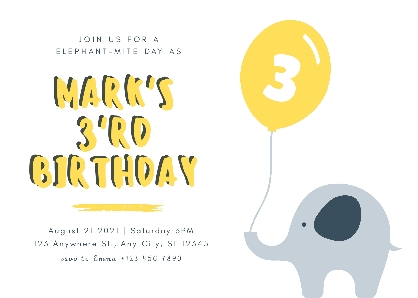 JOIN US FOR A
ELEPHANT-MITE DAY AS
MARK'S
3'RD
BIRTHDAY
3
August 21 2021 | Saturday 6PM
123 Anywhere St., Any City, ST 12345
rsvp to Emma +123 456 7890